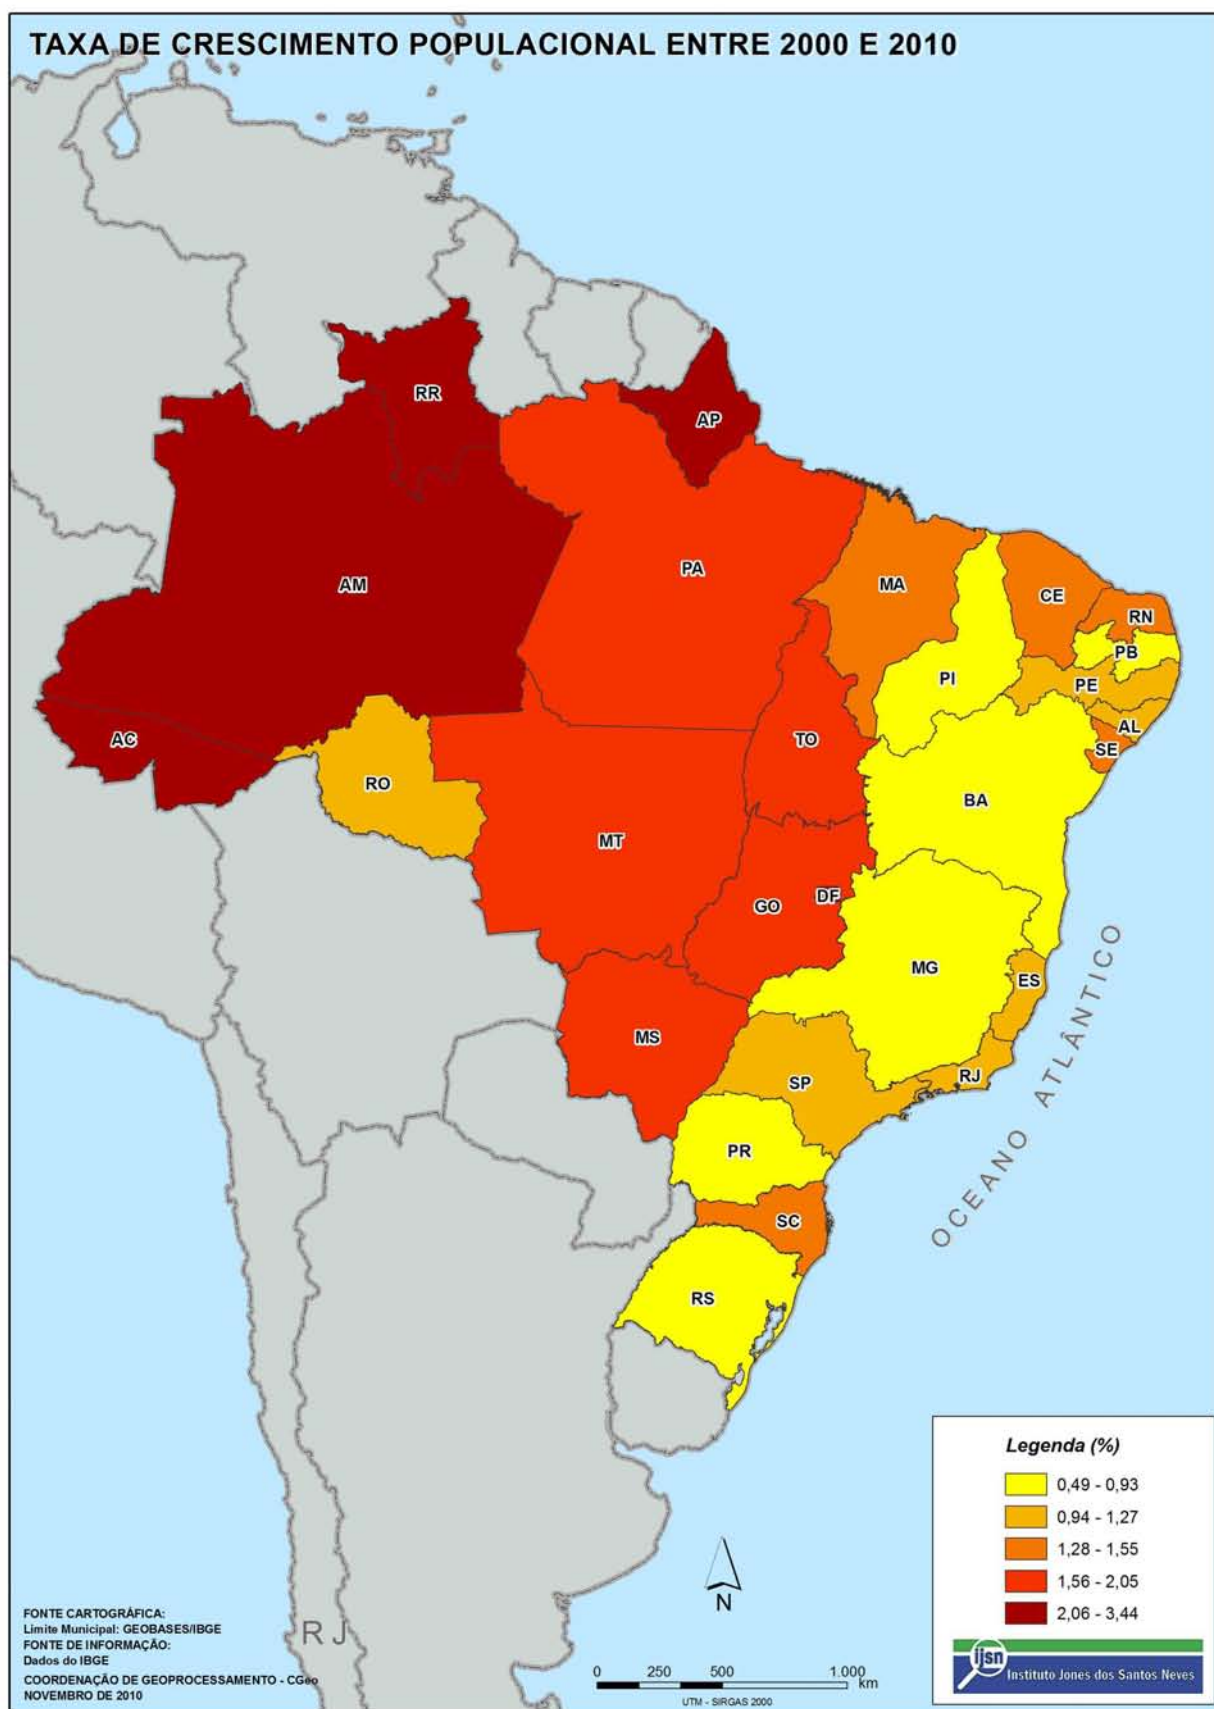 TAXA DE CRESCIMENTO POPULACIONAL ENTRE 2000 E 2010
RR
AP
AM
PA
MA
CE
RN
PB
PI
PE
AL
SE
AC
TO
RO
BA
MT
GO
DF
MG
ES
MS
SP
RJ
PR
SC
RS
OCEANO ATLÂNTICO
Legenda (%)
0,49 - 0,93
0,94 - 1,27
1,28 - 1,55
1,56 - 2,05
2,06 - 3,44
ijsn
Instituto Jones dos Santos Neves
N
0 250 500 1.000
km
UTM - SIRGAS 2000
RJ
FONTE CARTOGRÁFICA:
Limite Municipal: GEOBASES/IBGE
FONTE DE INFORMAÇÃO:
Dados do IBGE
COORDENAÇÃO DE GEOPROCESSAMENTO - CGeo
NOVEMBRO DE 2010